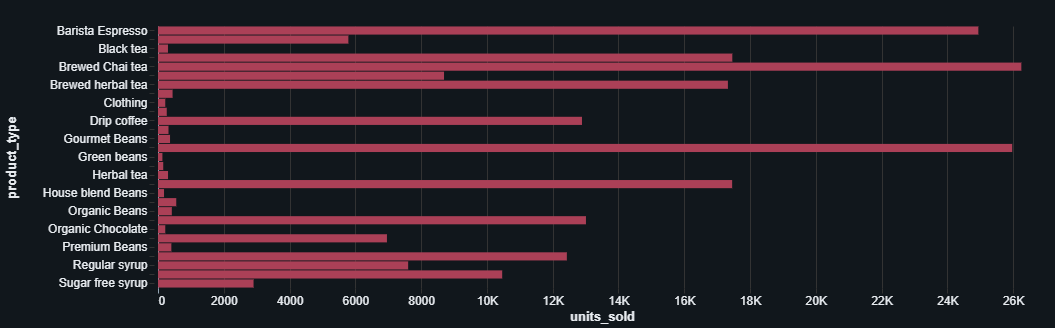 Barista Espresso
Black tea
Brewed Chai tea
Brewed herbal tea
Clothing
Drip coffee
Gourmet Beans
Green beans
Herbal tea
House blend Beans
Organic Beans
Organic Chocolate
Premium Beans
Regular syrup
Sugar free syrup
product_type
0 2000 4000 6000 8000 10K 12K 14K 16K 18K 20K 22K 24K 26K
units_sold